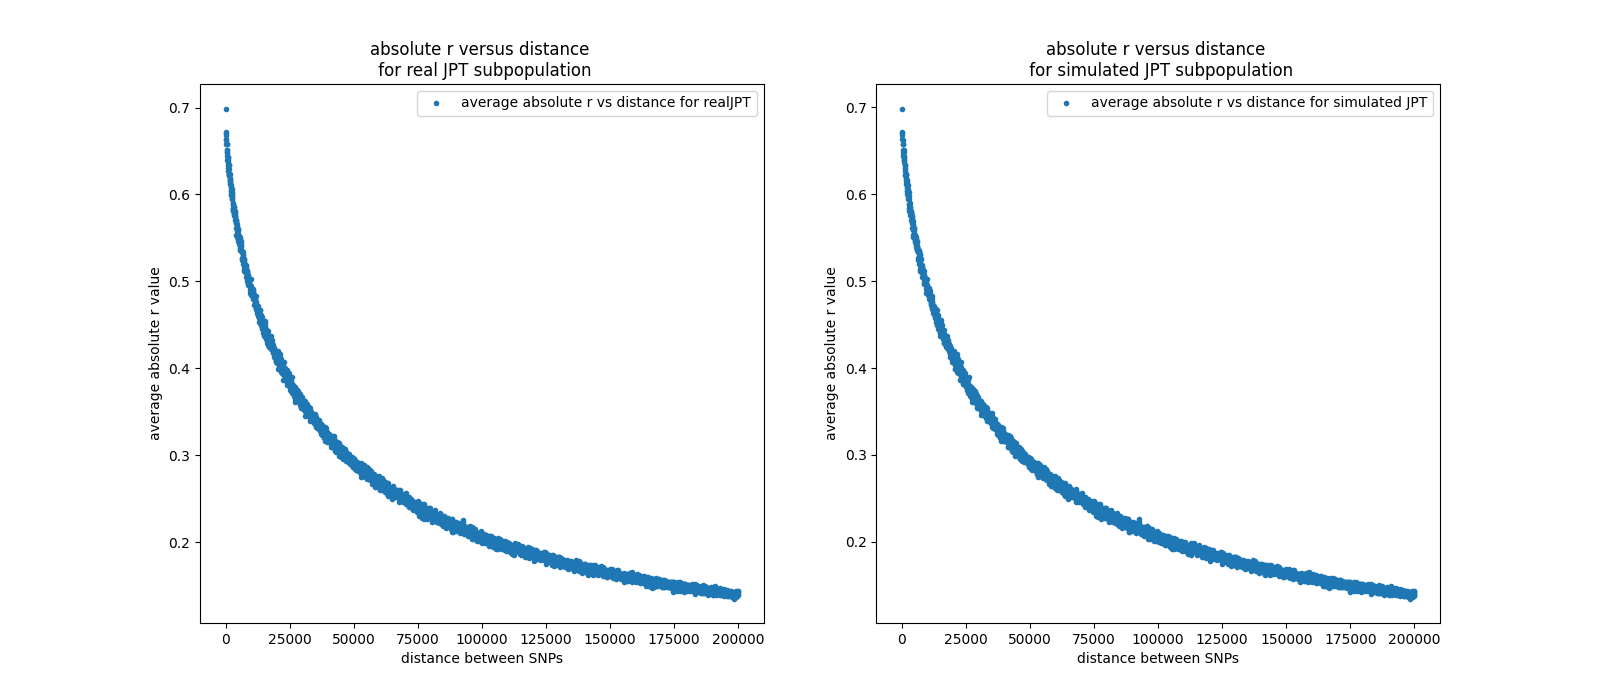 absolute r versus distance
for real JPT subpopulation
average absolute r vs distance for realJPT
0.7
0.6
0.5
0.4
0.3
0.2
average absolute r value
0 25000 50000 75000 100000 125000 150000 175000 200000
distance between SNPs
absolute r versus distance
for simulated JPT subpopulation
average absolute r vs distance for simulated JPT
0.7
0.6
0.5
0.4
0.3
0.2
average absolute r value
0 25000 50000 75000 100000 125000 150000 175000 200000
distance between SNPs